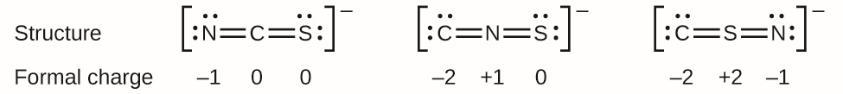 Structure [:N̈=C=S̈:]− [:C̈=N=S̈:]− [:C̈=S=N̈:]−
Formal charge −1 0 0 −2 +1 0 −2 +2 −1